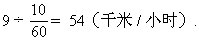 9 ÷ 10/60 = 54（千米 / 小时）.